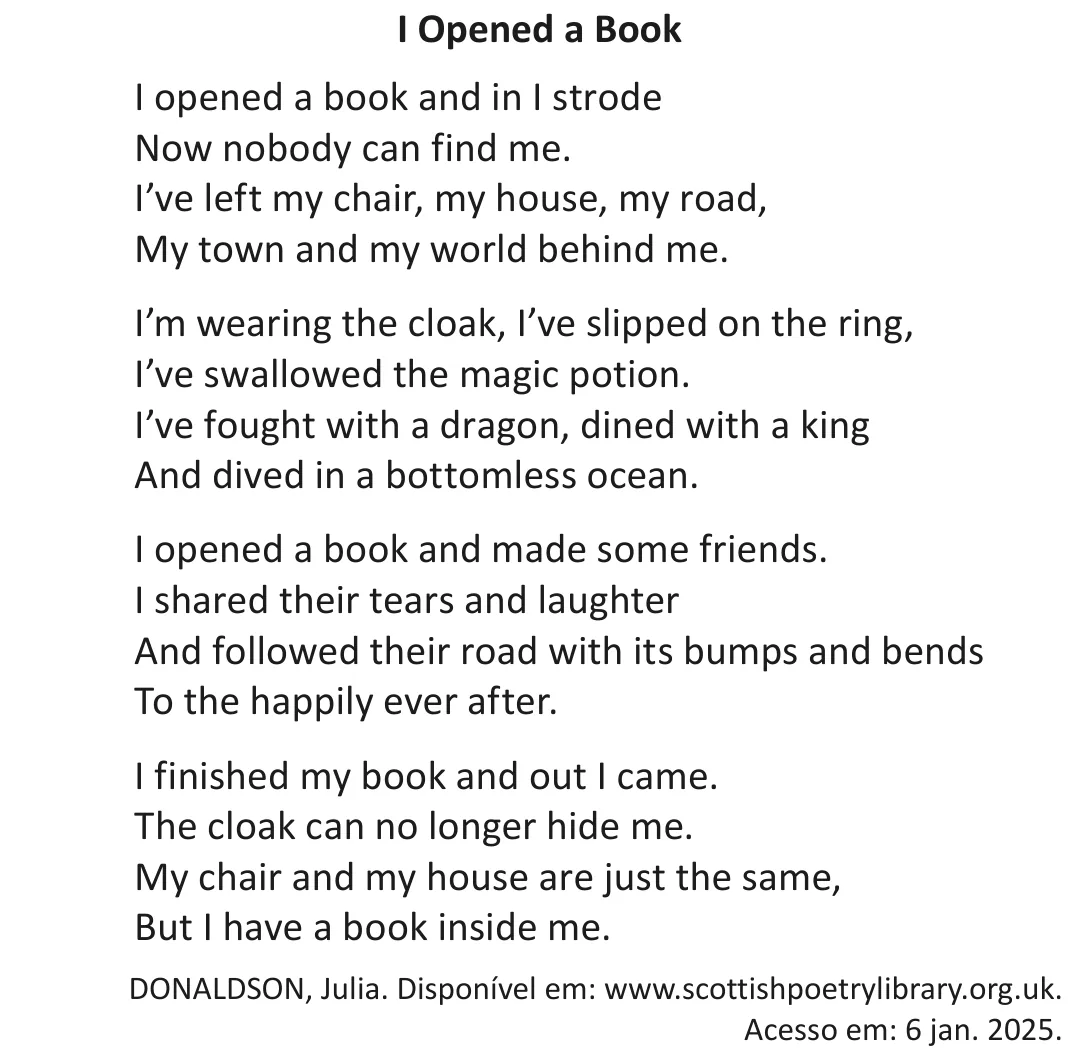 I Opened a Book
I opened a book and in I strode
Now nobody can find me.
I’ve left my chair, my house, my road,
My town and my world behind me.
I’m wearing the cloak, I’ve slipped on the ring,
I’ve swallowed the magic potion.
I’ve fought with a dragon, dined with a king
And dived in a bottomless ocean.
I opened a book and made some friends.
I shared their tears and laughter
And followed their road with its bumps and bends
To the happily ever after.
I finished my book and out I came.
The cloak can no longer hide me.
My chair and my house are just the same,
But I have a book inside me.
DONALDSON, Julia. Disponível em: www.scottishpoetrylibrary.org.uk.
Acesso em: 6 jan. 2025.